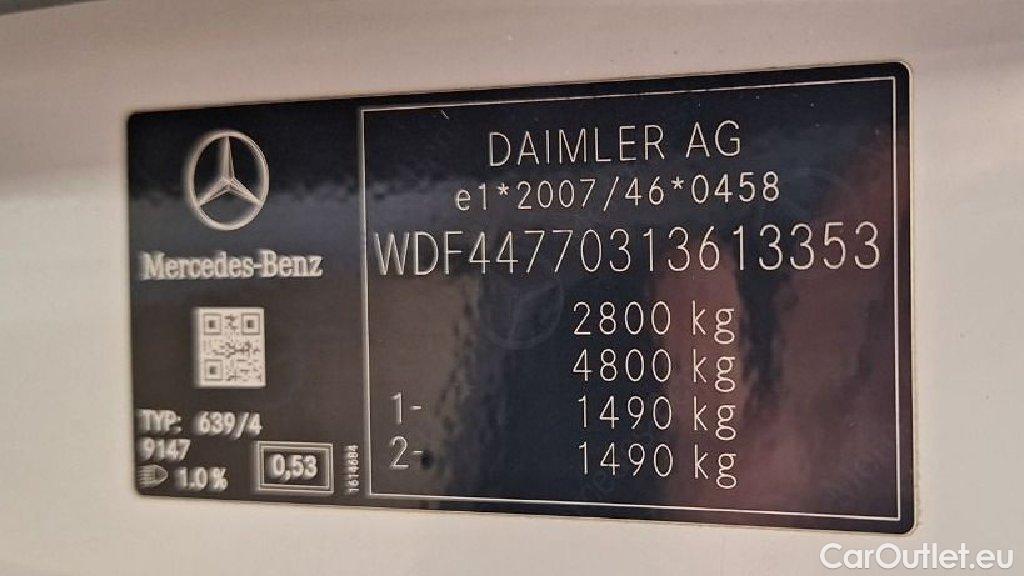 Mercedes-Benz
TYP: 639/4
9147
1.0 %
0,53
1614684
DAIMLER AG
e1*2007/46*0458
WDF44770313613353
2800 kg
4800 kg
1- 1490 kg
2- 1490 kg
CarOutlet.eu